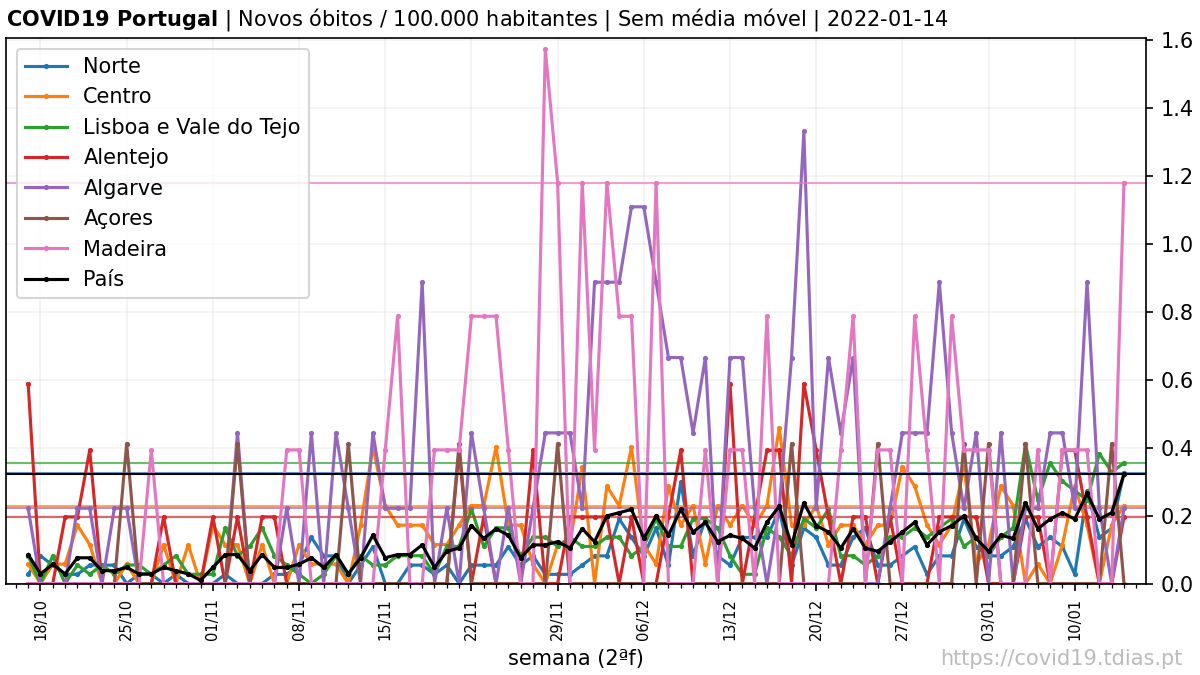 COVID19 Portugal | Novos óbitos / 100.000 habitantes | Sem média móvel | 2022-01-14
Norte
Centro
Lisboa e Vale do Tejo
Alentejo
Algarve
Açores
Madeira
País
1.6
1.4
1.2
1.0
0.8
0.6
0.4
0.2
0.0
18/10 25/10 01/11 08/11 15/11 22/11 29/11 06/12 13/12 20/12 27/12 03/01 10/01
semana (2ªf)
https://covid19.tdias.pt